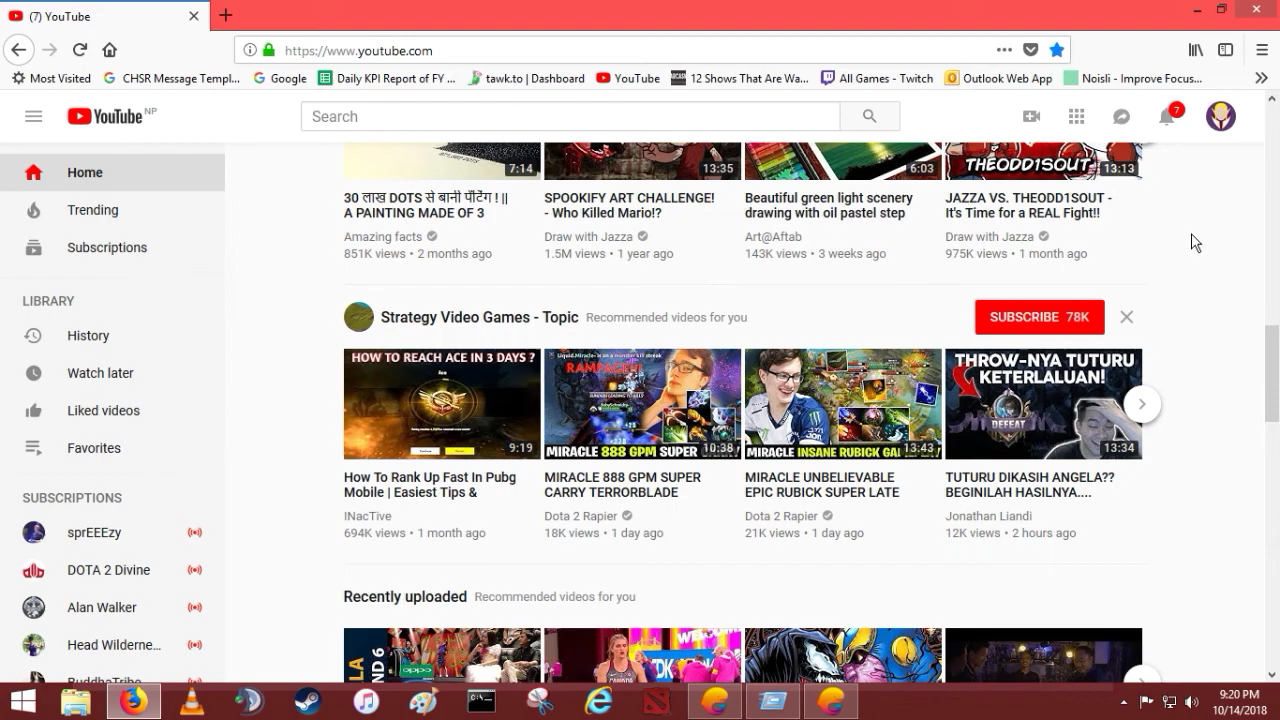 (7) YouTube
https://www.youtube.com
Most Visited CHSR Message Templ... Google Daily KPI Report of FY ... tawk.to | Dashboard YouTube 12 Shows That Are Wa... All Games - Twitch Outlook Web App Noisli - Improve Focus...
YouTube NP Search 7
7:14 13:35 6:03 THEODD1SOUT 13:13
Home
Trending
Subscriptions
LIBRARY
History
Watch later
Liked videos
Favorites
SUBSCRIPTIONS
sprEEEzy
DOTA 2 Divine
Alan Walker
Head Wilderne...
BuddhaTribe
30 लाख DOTS से बानी पेंटिंग ! ||
A PAINTING MADE OF 3
Amazing facts
851K views • 2 months ago
SPOOKIFY ART CHALLENGE!
- Who Killed Mario!?
Draw with Jazza
1.5M views • 1 year ago
Beautiful green light scenery
drawing with oil pastel step
Art@Aftab
143K views • 3 weeks ago
JAZZA VS. THEODD1SOUT -
It's Time for a REAL Fight!!
Draw with Jazza
975K views • 1 month ago
Strategy Video Games - Topic Recommended videos for you SUBSCRIBE 78K
HOW TO REACH ACE IN 3 DAYS ?
Ace
9:19
How To Rank Up Fast In Pubg
Mobile | Easiest Tips &
INacTive
694K views • 1 month ago
Liquid.Miracle- is on a monster kill streak
RAMPAGE!!!
MIRACLE 888 GPM SUPER
10:38
MIRACLE 888 GPM SUPER
CARRY TERRORBLADE
Dota 2 Rapier
18K views • 1 day ago
MIRACLE INSANE RUBICK GA
13:43
MIRACLE UNBELIEVABLE
EPIC RUBICK SUPER LATE
Dota 2 Rapier
21K views • 1 day ago
THROW-NYA TUTURU
KETERLALUAN!
DEFEAT
13:34
TUTURU DIKASIH ANGELA??
BEGINILAH HASILNYA....
Jonathan Liandi
12K views • 2 hours ago
Recently uploaded Recommended videos for you
oppo
9:20 PM
10/14/2018